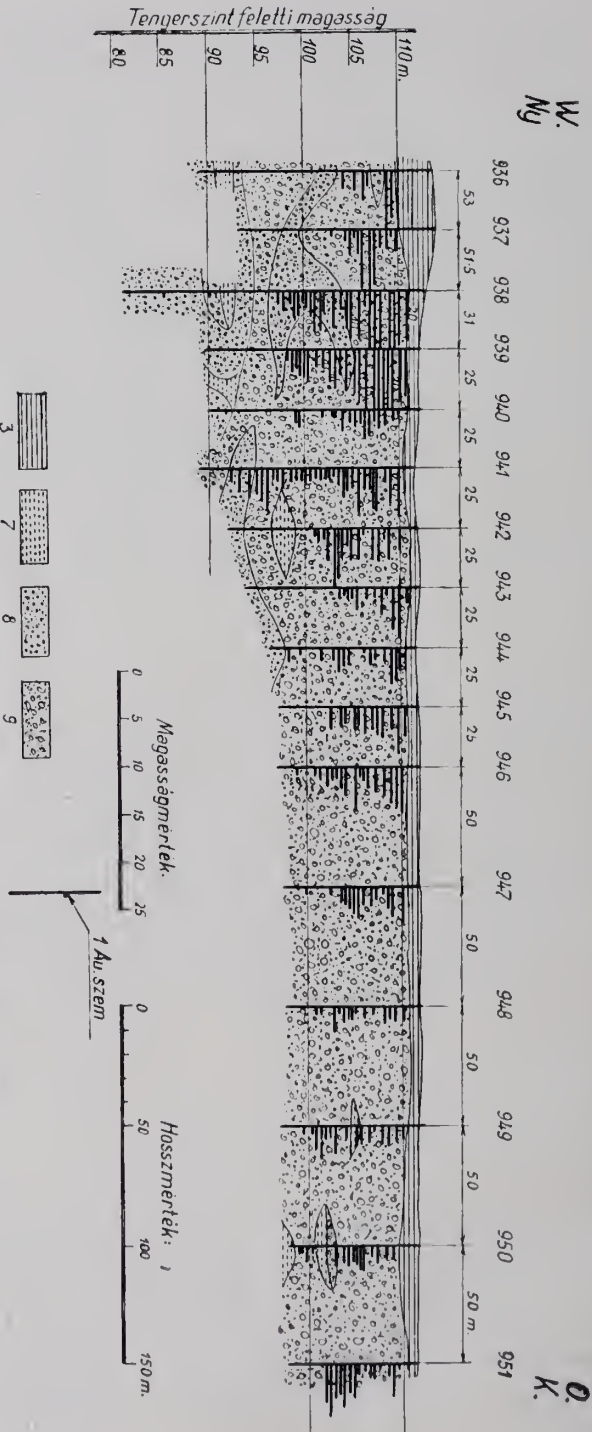 Tengerszint feletti magasság
110 m.
105
100
95
90
85
80
W.
Ny
O.
K.
936 937 938 939 940 941 942 943 944 945 946 947 948 949 950 951
53 51·5 31 25 25 25 25 25 25 25 50 50 50 50 50 m.
3 7 8 9
Magasságmérték.
0 5 10 15 20 25
1 Au. szem
Hosszmérték:
0 50 100 150 m.